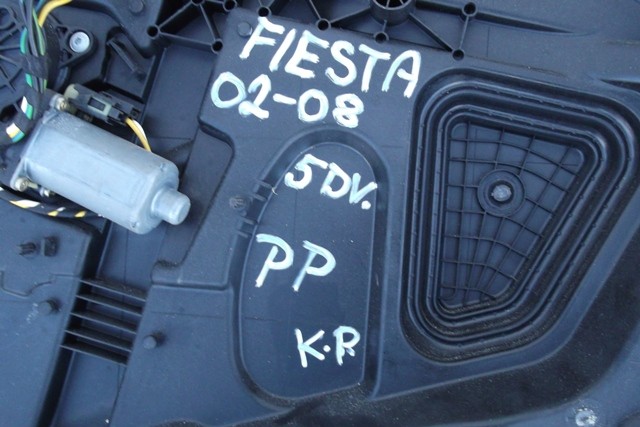 FIESTA
02-08
5DV.
PP
K.P.